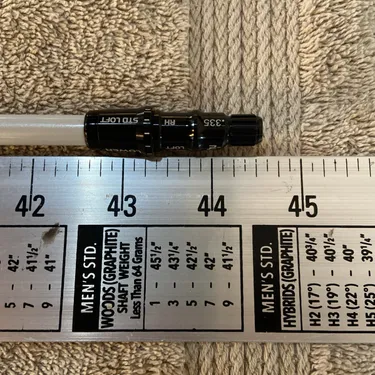 STD LOFT
RH
.335
LOFT
42
43
44
45
5 42"
7 41½"
9 41"
MEN'S STD.
WOODS (GRAPHITE)
SHAFT WEIGHT
Less Than 64 Grams
1 - 45½"
3 - 43¼"
5 - 42½"
7 - 42"
9 - 41½"
MEN'S STD.
HYBRIDS (GRAPHITE)
H2 (17°) - 40¾"
H3 (19°) - 40½"
H4 (22°) - 40"
H5 (25°) - 39½"